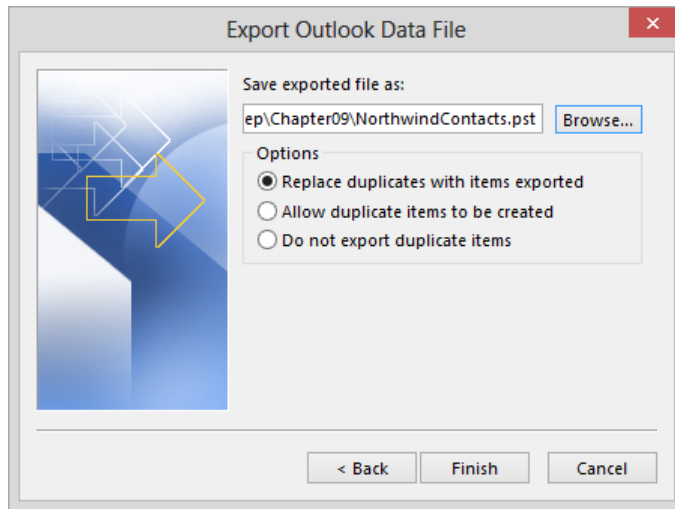 Export Outlook Data File
Save exported file as:
ep\Chapter09\NorthwindContacts.pst
Browse...
Options
Replace duplicates with items exported
Allow duplicate items to be created
Do not export duplicate items
< Back
Finish
Cancel